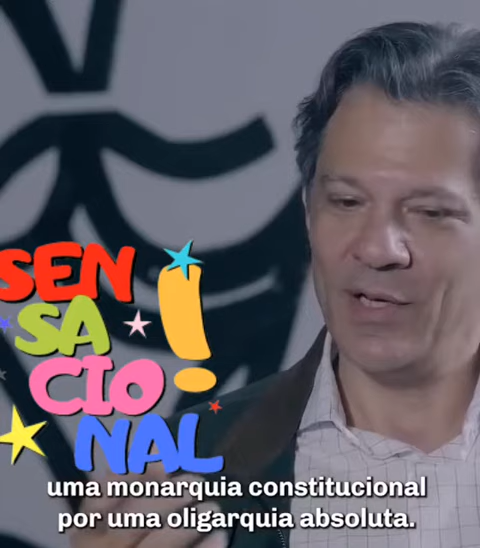 SEN
SA
CIO
NAL
!
uma monarquia constitucional
por uma oligarquia absoluta.